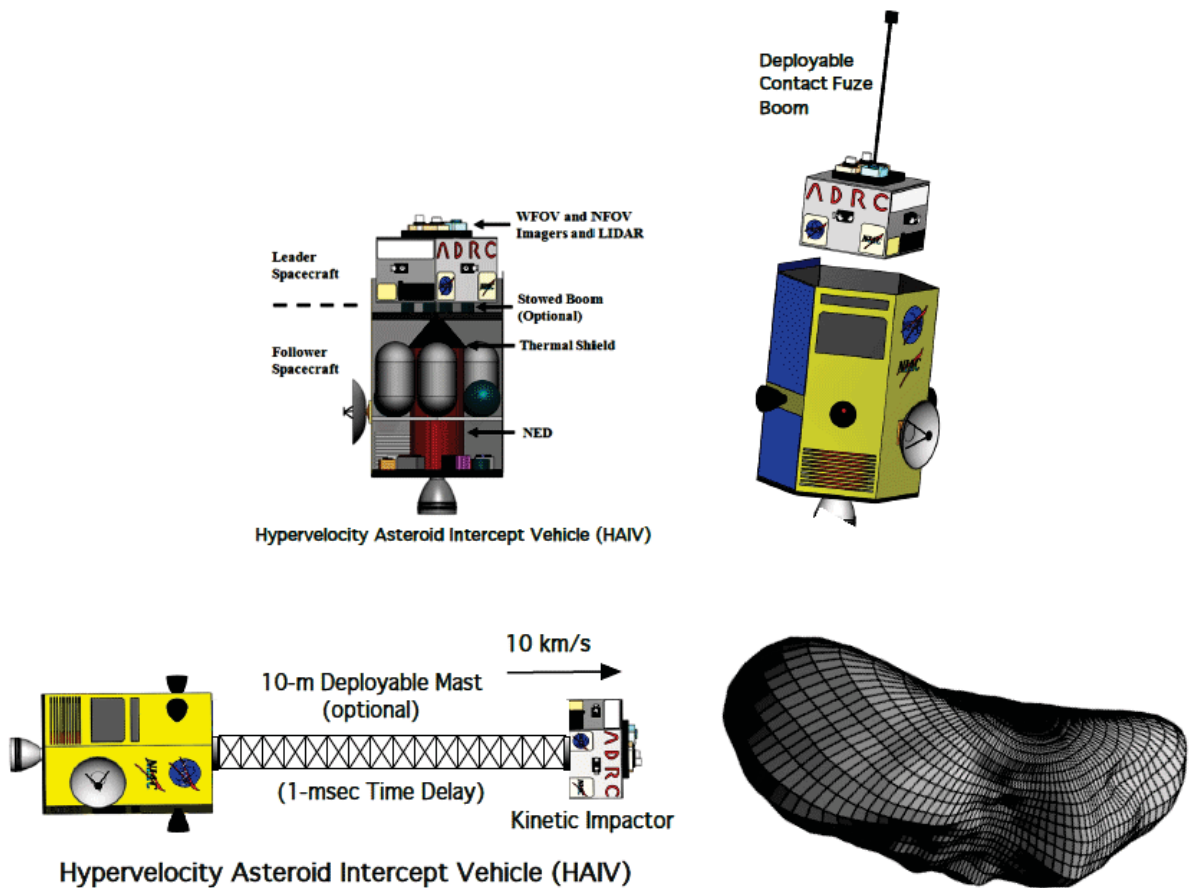 Deployable
Contact Fuze
Boom
ADRC
WFOV and NFOV
Imagers and LIDAR
ADRC
Leader
Spacecraft
Stowed Boom
(Optional)
Thermal Shield
Follower
Spacecraft
NED
Hypervelocity Asteroid Intercept Vehicle (HAIV)
10 km/s
10-m Deployable Mast
(optional)
ADRC
(1-msec Time Delay)
Kinetic Impactor
Hypervelocity Asteroid Intercept Vehicle (HAIV)